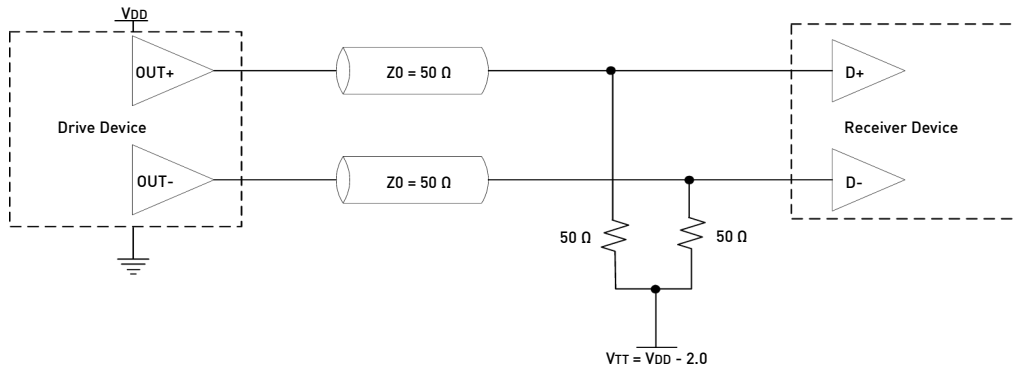 VDD
OUT+
Z0 = 50 Ω
D+
Drive Device
Receiver Device
OUT-
Z0 = 50 Ω
D-
50 Ω
50 Ω
VTT = VDD - 2.0